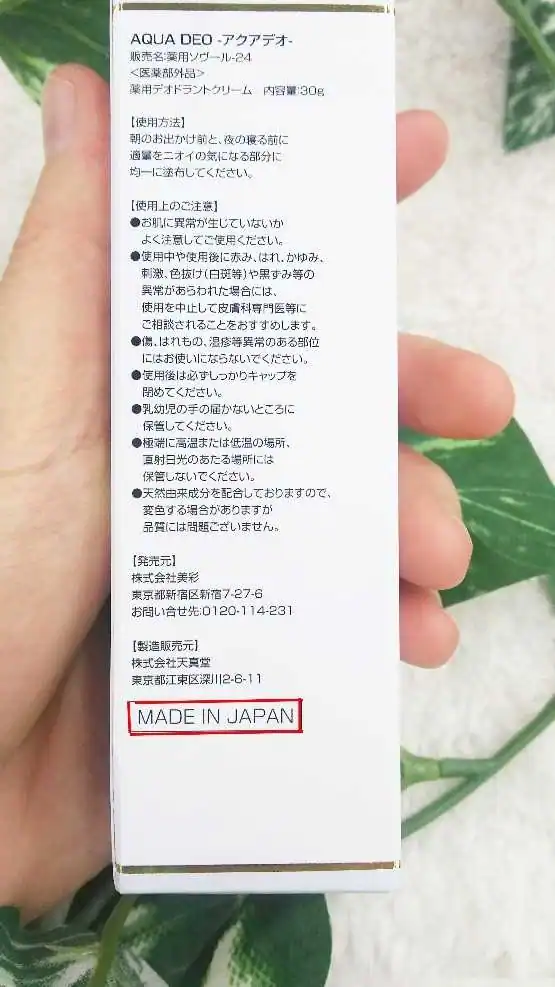 AQUA DEO -アクアデオ-
販売名:薬用ソヴール-24
<医薬部外品>
薬用デオドラントクリーム 内容量:30g
【使用方法】
朝のお出かけ前と、夜の寝る前に
適量をニオイの気になる部分に
均一に塗布してください。
【使用上のご注意】
●お肌に異常が生じていないか
よく注意してご使用ください。
●使用中や使用後に赤み、はれ、かゆみ、
刺激、色抜け(白斑等)や黒ずみ等の
異常があらわれた場合には、
使用を中止して皮膚科専門医等に
ご相談されることをおすすめします。
●傷、はれもの、湿疹等異常のある部位
にはお使いにならないでください。
●使用後は必ずしっかりキャップを
閉めてください。
●乳幼児の手の届かないところに
保管してください。
●極端に高温または低温の場所、
直射日光のあたる場所には
保管しないでください。
●天然由来成分を配合しておりますので、
変色する場合がありますが
品質には問題ございません。
【発売元】
株式会社美彩
東京都新宿区新宿7-27-6
お問い合せ先:0120-114-231
【製造販売元】
株式会社天真堂
東京都江東区深川2-6-11
MADE IN JAPAN